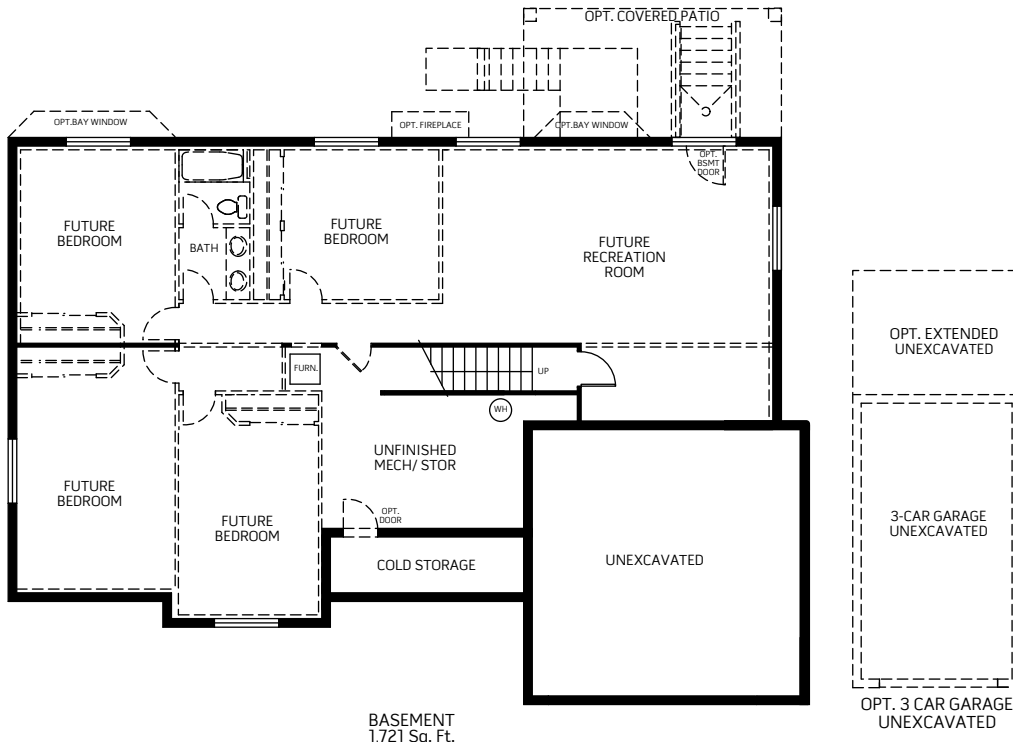 OPT. COVERED PATIO
OPT.BAY WINDOW
OPT. FIREPLACE
OPT.BAY WINDOW
OPT.
BSMT
DOOR
FUTURE
BEDROOM
BATH
FUTURE
BEDROOM
FUTURE
RECREATION
ROOM
FURN.
UP
WH
UNFINISHED
MECH/ STOR
FUTURE
BEDROOM
FUTURE
BEDROOM
OPT.
DOOR
COLD STORAGE
UNEXCAVATED
OPT. EXTENDED
UNEXCAVATED
3-CAR GARAGE
UNEXCAVATED
OPT. 3 CAR GARAGE
UNEXCAVATED
BASEMENT
1,721 Sq. Ft.